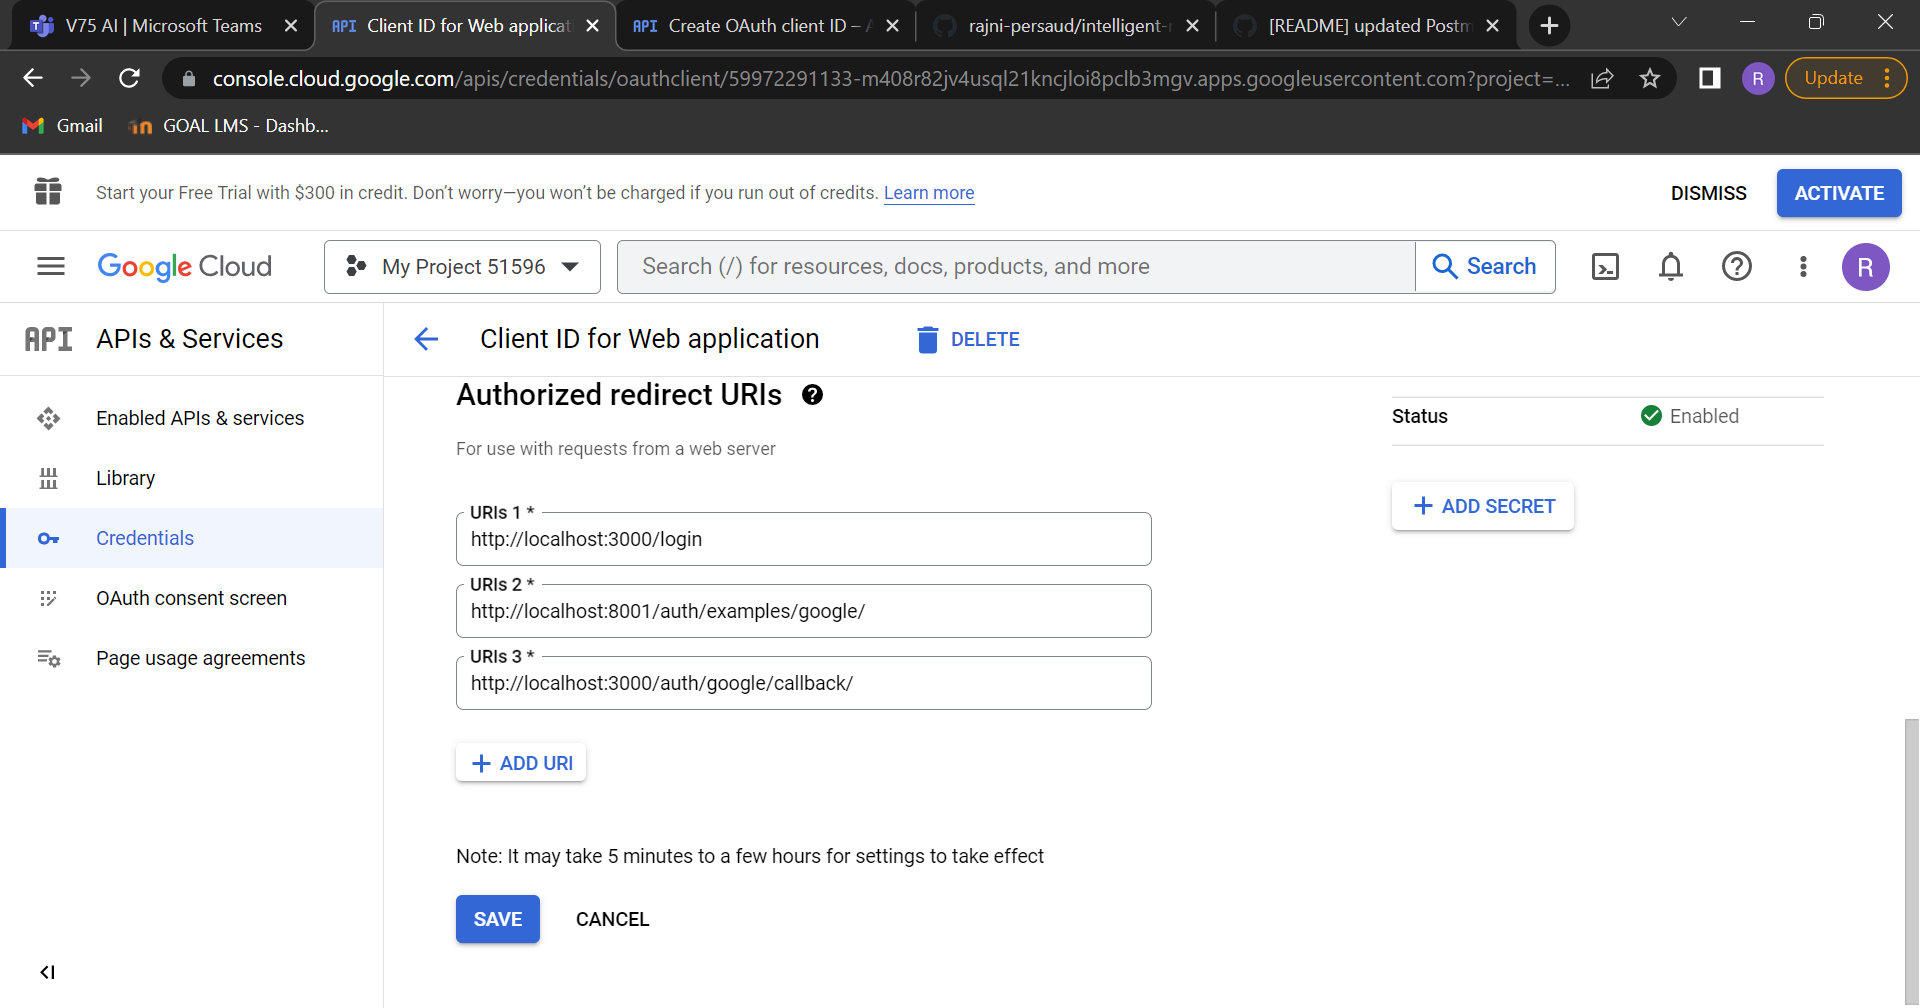 V75 AI | Microsoft Teams
API Client ID for Web applicat
API Create OAuth client ID – A
rajni-persaud/intelligent-r
[README] updated Postm
console.cloud.google.com/apis/credentials/oauthclient/59972291133-m408r82jv4usql21kncjloi8pclb3mgv.apps.googleusercontent.com?project=...
R
Update
Gmail
GOAL LMS - Dashb...
Start your Free Trial with $300 in credit. Don't worry—you won't be charged if you run out of credits. Learn more
DISMISS
ACTIVATE
Google Cloud
My Project 51596
Search (/) for resources, docs, products, and more
Search
R
API APIs & Services
Client ID for Web application
DELETE
Enabled APIs & services
Library
Credentials
OAuth consent screen
Page usage agreements
Authorized redirect URIs
For use with requests from a web server
URIs 1 *
http://localhost:3000/login
URIs 2 *
http://localhost:8001/auth/examples/google/
URIs 3 *
http://localhost:3000/auth/google/callback/
+ ADD URI
Note: It may take 5 minutes to a few hours for settings to take effect
SAVE
CANCEL
Status
Enabled
+ ADD SECRET